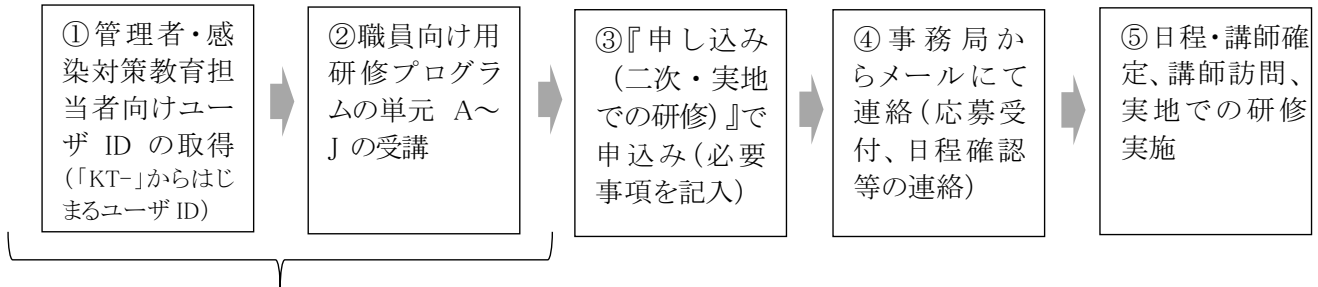 ①管理者・感
染対策教育担
当者向けユー
ザ ID の取得
(「KT-」からはじ
まるユーザ ID)
②職員向け用
研修プログラ
ムの単元 A～
J の受講
③『申し込み
(二次・実地
での研修)』で
申込み(必要
事項を記入)
④事務局か
らメールにて
連絡(応募受
付、日程確認
等の連絡)
⑤日程・講師確
定、講師訪問、
実地での研修
実施